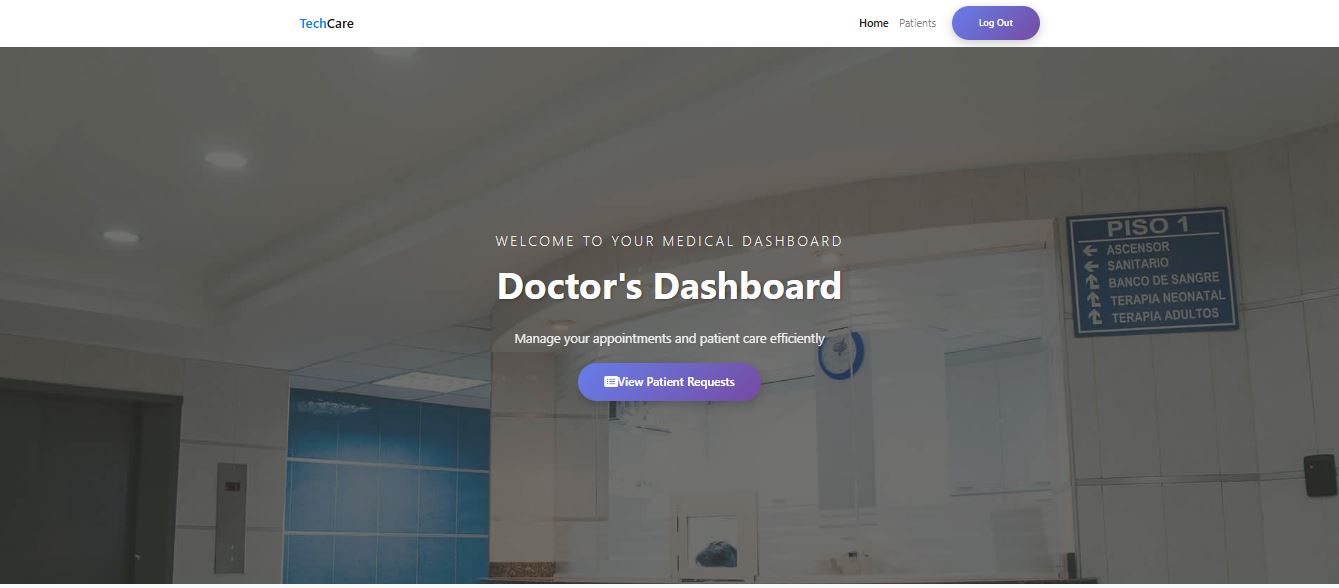 TechCare
Home Patients Log Out
WELCOME TO YOUR MEDICAL DASHBOARD
Doctor's Dashboard
Manage your appointments and patient care efficiently
View Patient Requests
PISO 1
ASCENSOR
SANITARIO
BANCO DE SANGRE
TERAPIA NEONATAL
TERAPIA ADULTOS